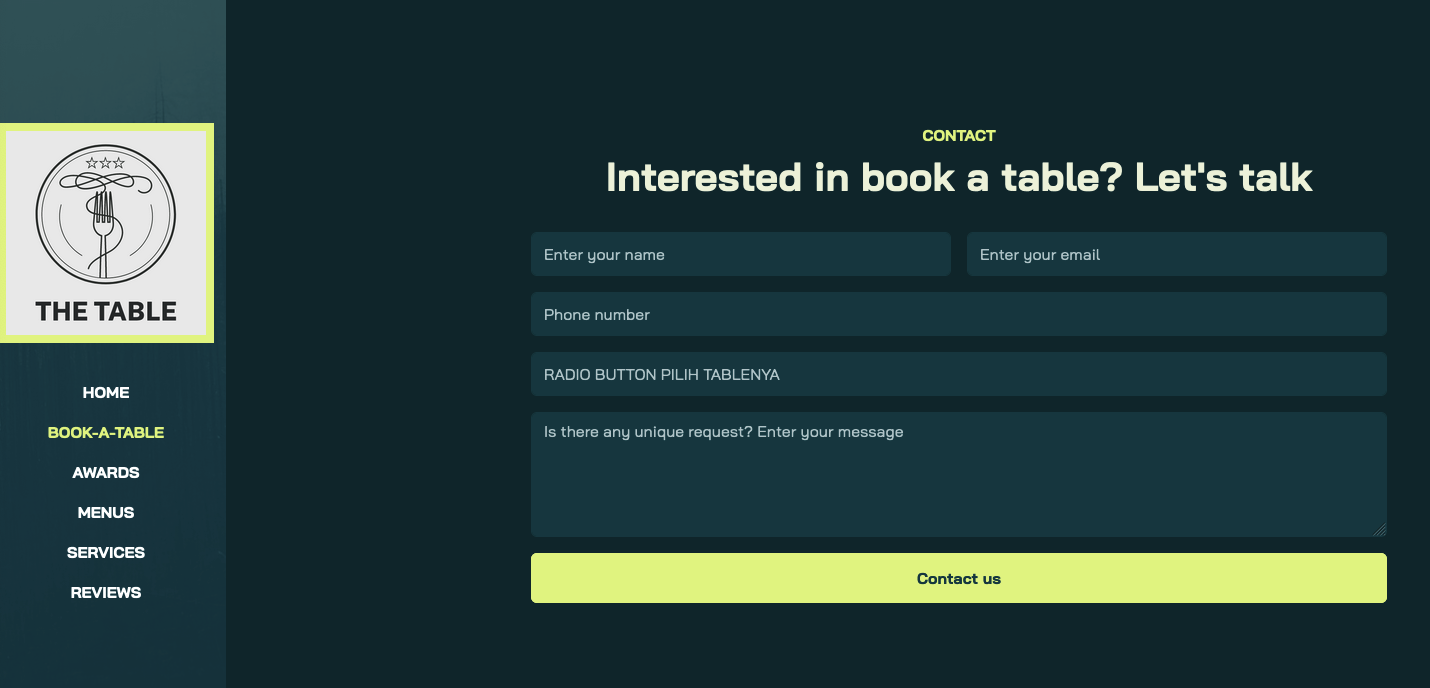 THE TABLE
HOME
BOOK-A-TABLE
AWARDS
MENUS
SERVICES
REVIEWS
CONTACT
Interested in book a table? Let's talk
Enter your name
Enter your email
Phone number
RADIO BUTTON PILIH TABLENYA
Is there any unique request? Enter your message
Contact us